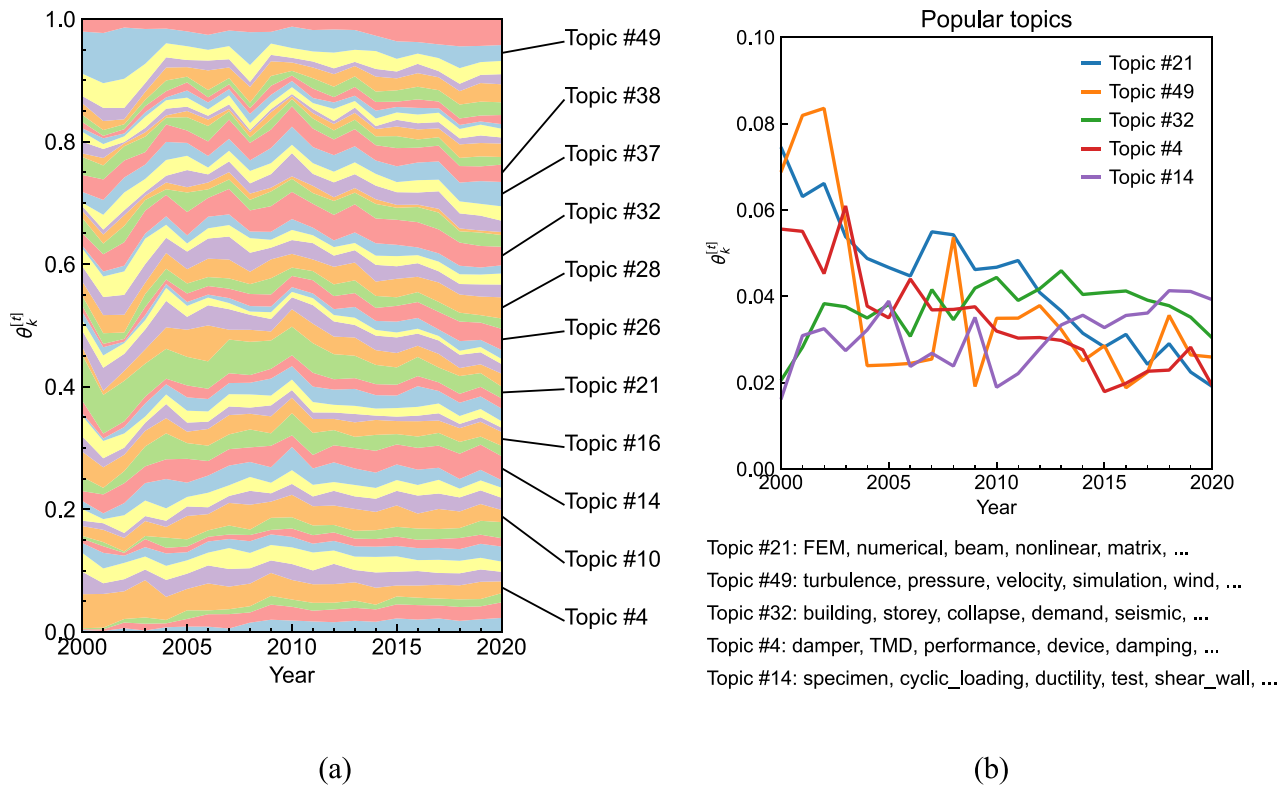 Popular topics
1.0
0.8
0.6
0.4
0.2
0.0
θk[t]
2000
2005
2010
2015
2020
Year
Topic #49
Topic #38
Topic #37
Topic #32
Topic #28
Topic #26
Topic #21
Topic #16
Topic #14
Topic #10
Topic #4
(a)
0.10
0.08
0.06
0.04
0.02
0.00
θk[t]
Topic #21
Topic #49
Topic #32
Topic #4
Topic #14
2000
2005
2010
2015
2020
Year
Topic #21: FEM, numerical, beam, nonlinear, matrix, ...
Topic #49: turbulence, pressure, velocity, simulation, wind, ...
Topic #32: building, storey, collapse, demand, seismic, ...
Topic #4: damper, TMD, performance, device, damping, ...
Topic #14: specimen, cyclic_loading, ductility, test, shear_wall, ...
(b)